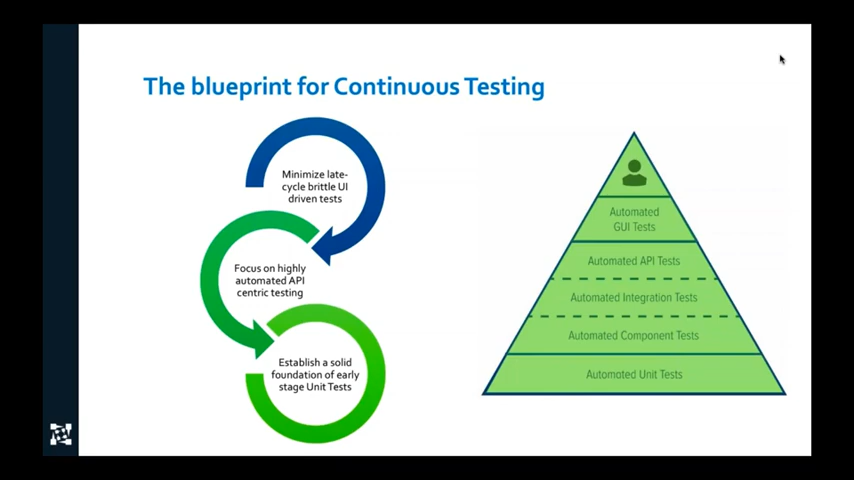 The blueprint for Continuous Testing
Minimize late-
cycle brittle UI
driven tests
Focus on highly
automated API
centric testing
Establish a solid
foundation of early
stage Unit Tests
Automated
GUI Tests
Automated API Tests
Automated Integration Tests
Automated Component Tests
Automated Unit Tests